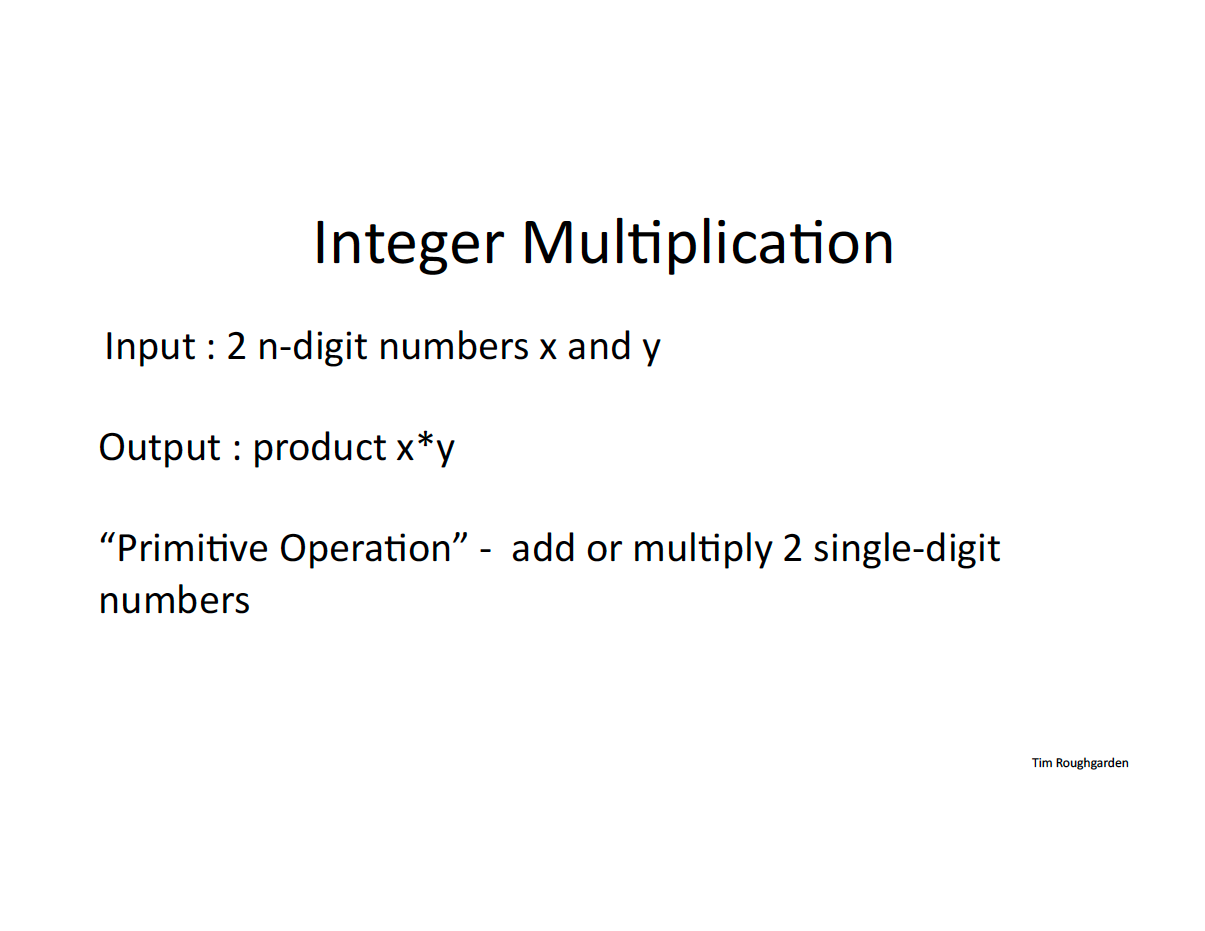 Integer Multiplication
Input : 2 n-digit numbers x and y
Output : product x*y
“Primitive Operation” -  add or multiply 2 single-digit
numbers
Tim Roughgarden